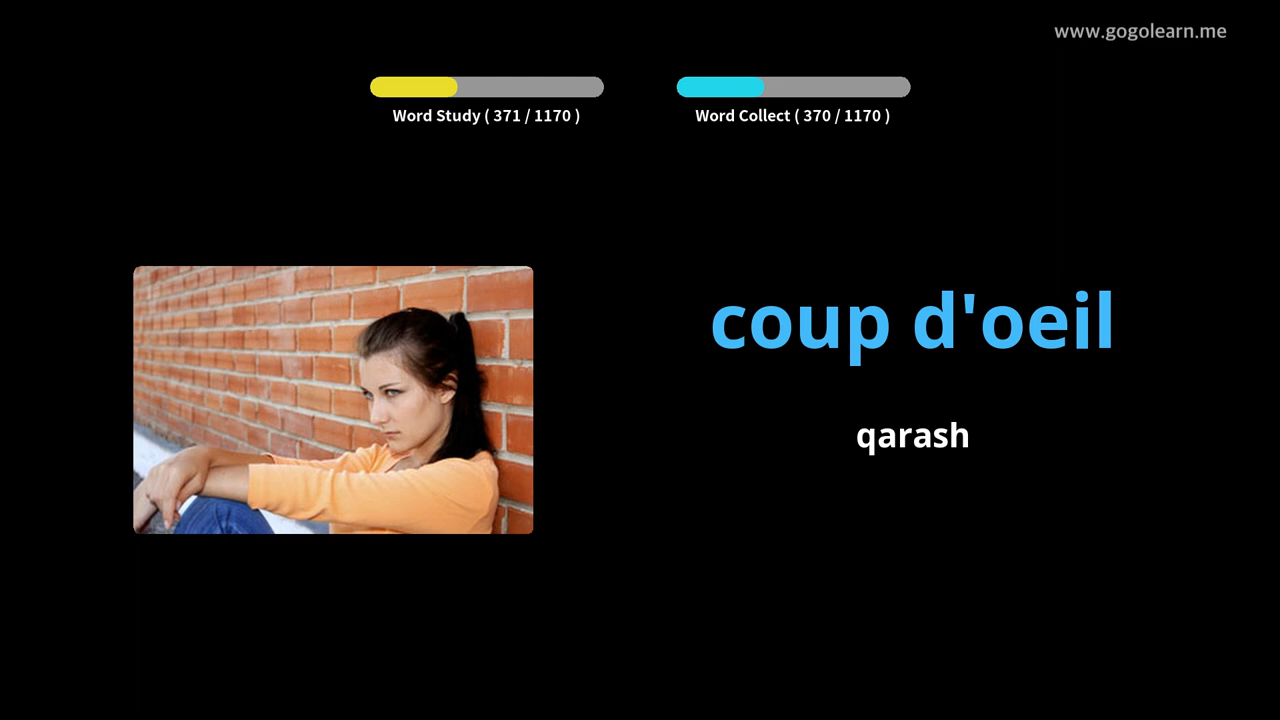 www.gogolearn.me
Word Study ( 371 / 1170 )
Word Collect ( 370 / 1170 )
coup d'oeil
qarash